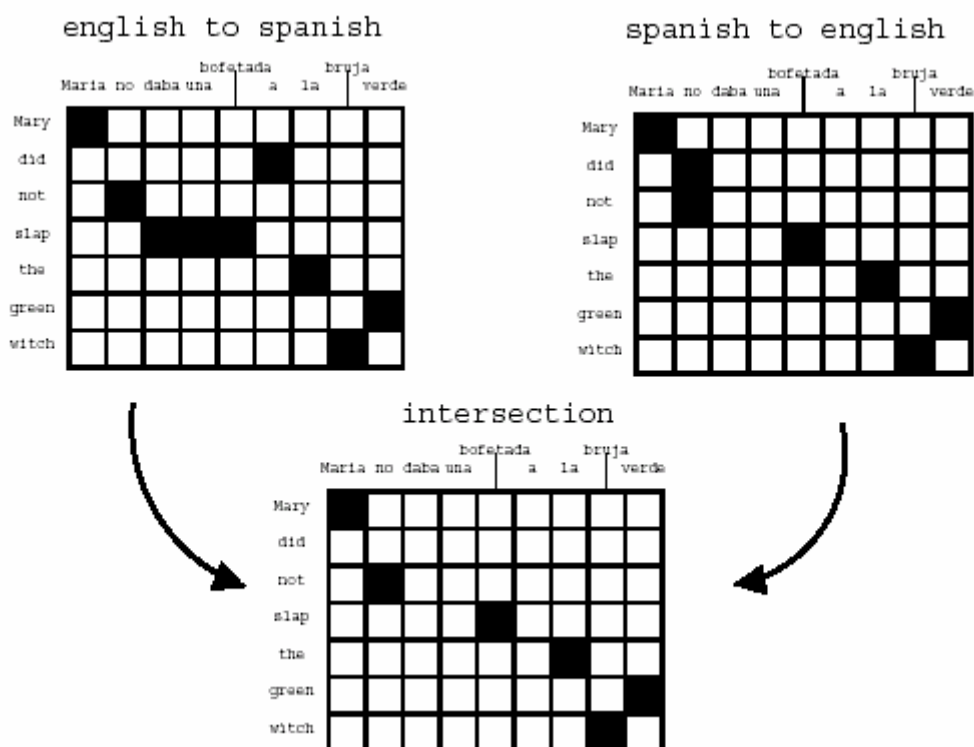 english to spanish
bofetada bruja
Maria no daba una a la verde
Mary
did
not
slap
the
green
witch
spanish to english
bofetada bruja
Maria no daba una a la verde
Mary
did
not
slap
the
green
witch
intersection
bofetada bruja
Maria no daba una a la verde
Mary
did
not
slap
the
green
witch